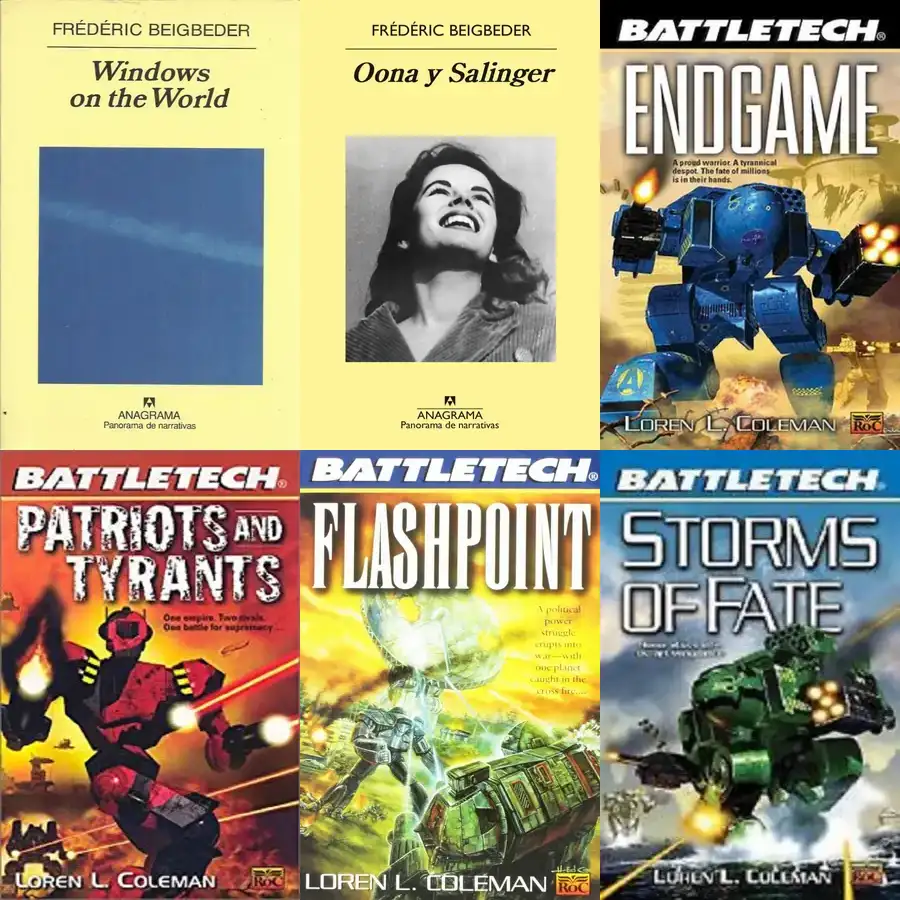 FRÉDÉRIC BEIGBEDER
Windows
on the World
ANAGRAMA
Panorama de narrativas
FRÉDÉRIC BEIGBEDER
Oona y Salinger
ANAGRAMA
Panorama de narrativas
BATTLETECH®
ENDGAME
A proud warrior. A tyrannical
despot. The fate of millions
is in their hands.
LOREN L. COLEMAN
ROC
BATTLETECH®
PATRIOTS AND
TYRANTS
One empire. Two rivals.
One battle for supremacy...
LOREN L. COLEMAN
ROC
BATTLETECH®
FLASHPOINT
A political
power
struggle
erupts into
war—with
one planet
caught in the
cross fire....
LOREN L. COLEMAN
ROC
BATTLETECH®
STORMS
OF FATE
LOREN L. COLEMAN
ROC